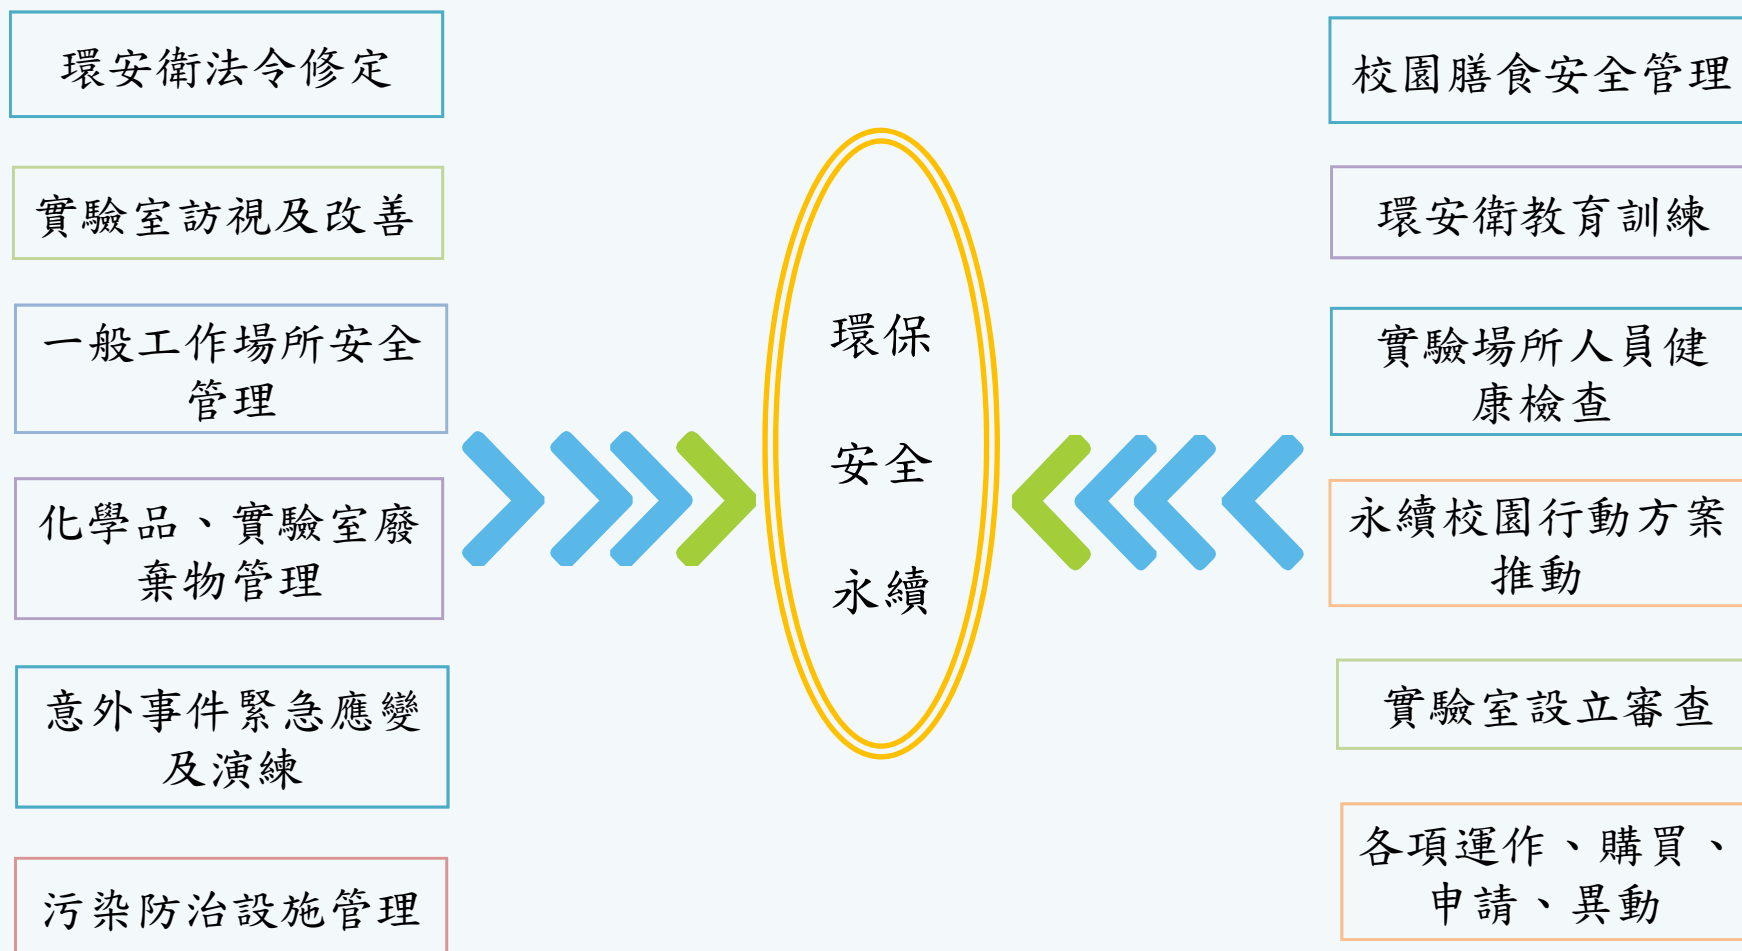 環安衛法令修定
實驗室訪視及改善
一般工作場所安全
管理
化學品、實驗室廢
棄物管理
意外事件緊急應變
及演練
污染防治設施管理
環保
安全
永續
校園膳食安全管理
環安衛教育訓練
實驗場所人員健
康檢查
永續校園行動方案
推動
實驗室設立審查
各項運作、購買、
申請、異動